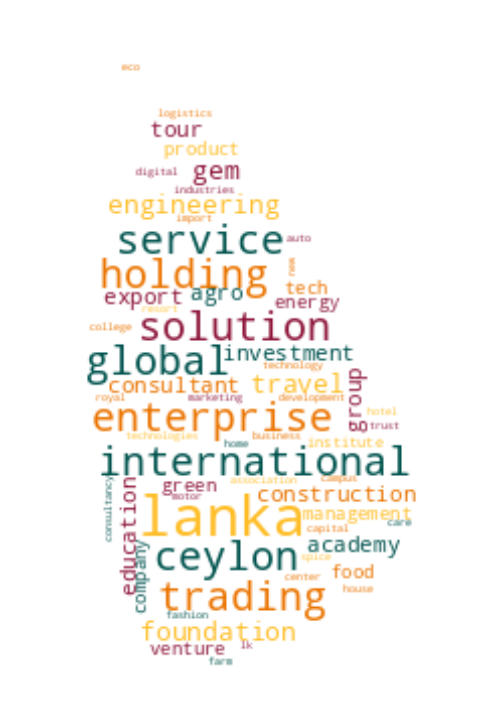 eco
logistics
tour
product
digital
gem
industries
engineering
import
service
auto
holding
new
tech
export
agro
energy
resort
college
solution
global
investment
technology
consultant
travel
group
royal
marketing
development
enterprise
hotel
trust
technologies
business
home
institute
international
consultancy
education
green
association
campus
motor
construction
lanka
management
capital
care
company
ceylon
academy
spice
center
food
trading
house
fashion
foundation
venture
lk
farm